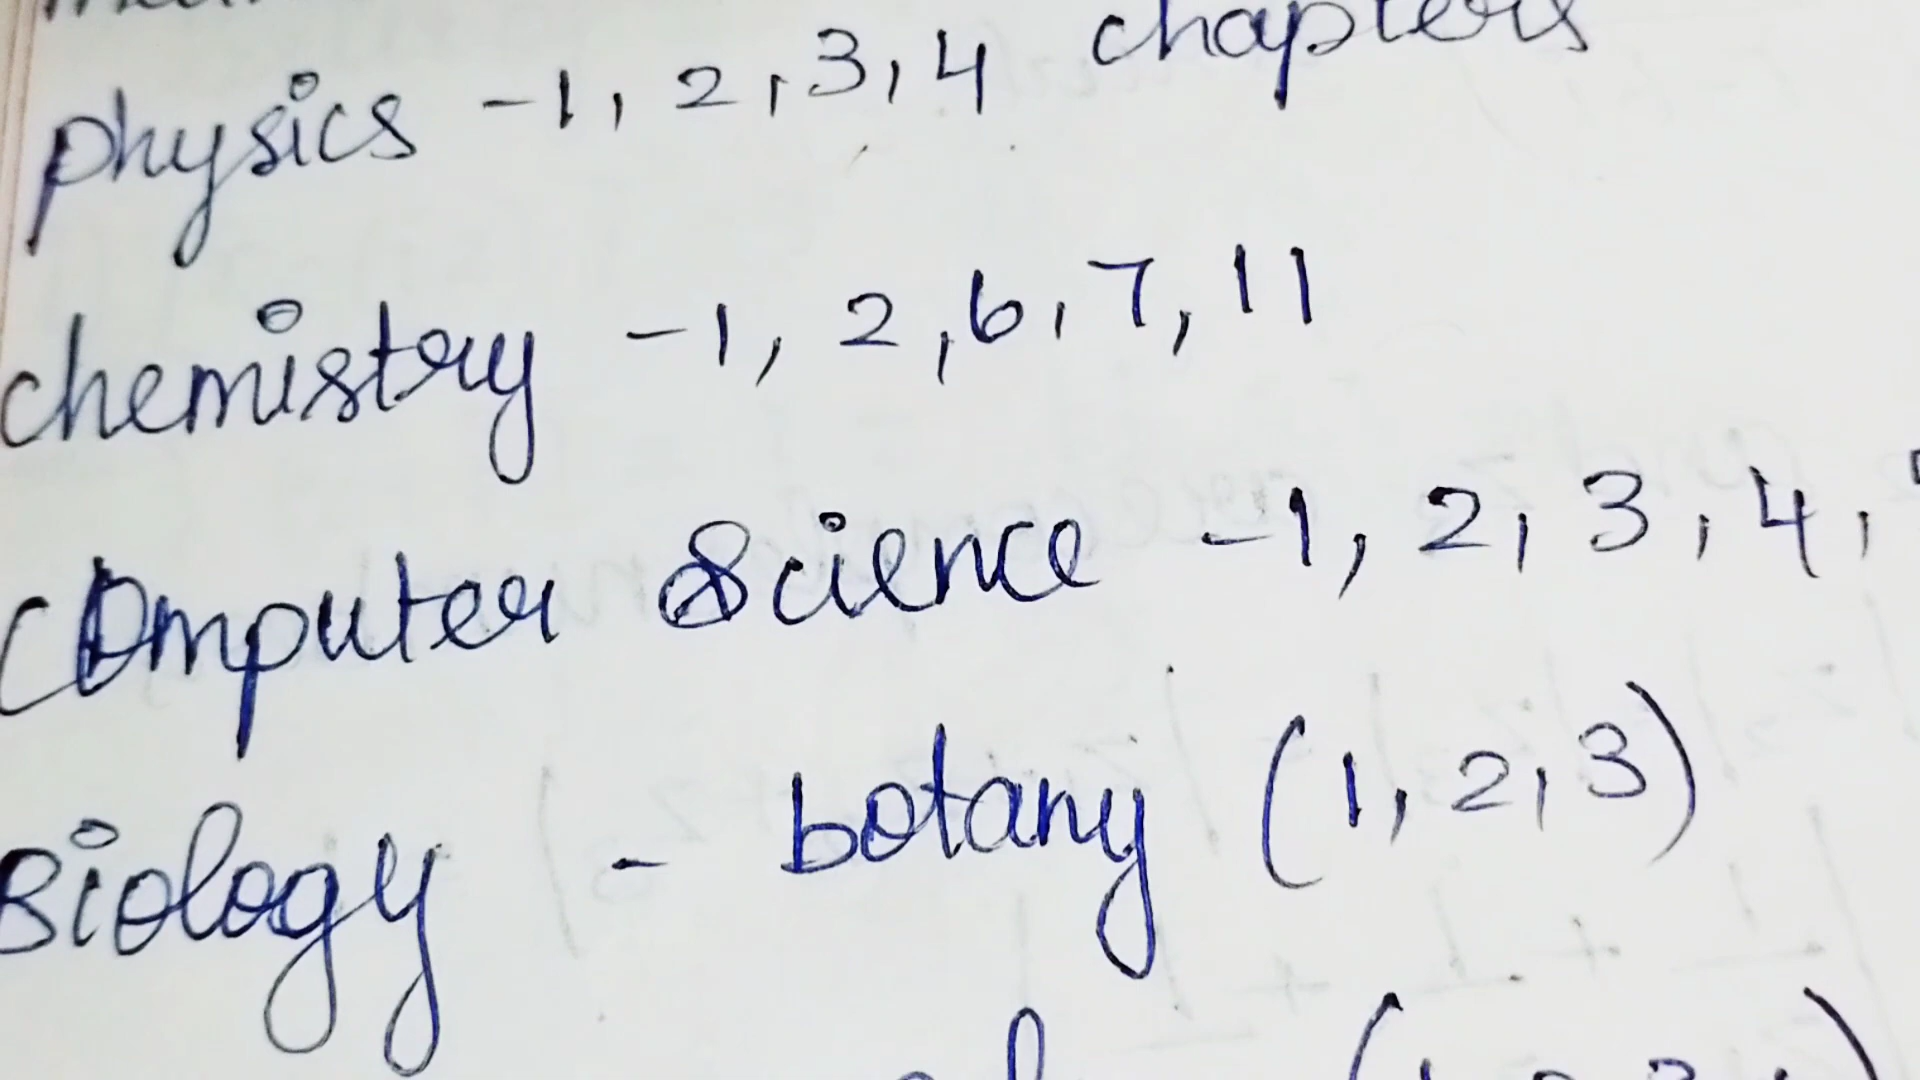 physics -1, 2, 3, 4 chapters
chemistry -1, 2, 6, 7, 11
Computer Science -1, 2, 3, 4,
Biology - botany (1, 2, 3)